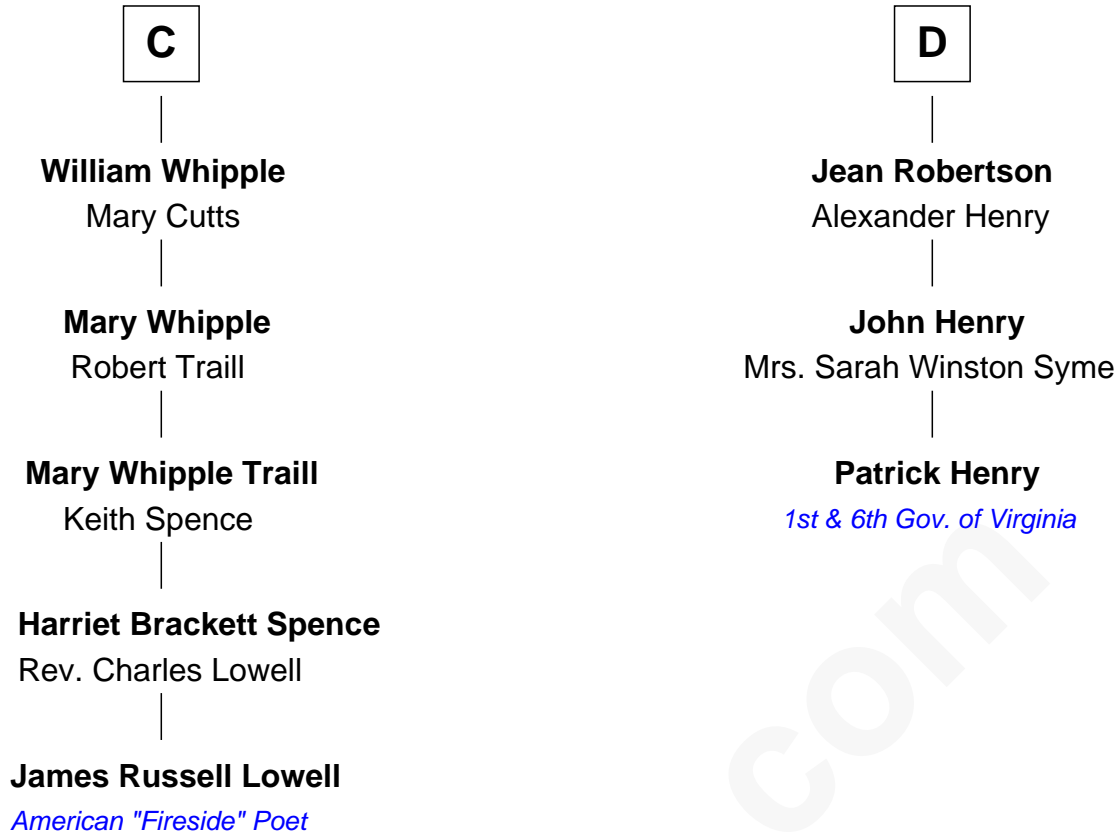 C
William Whipple
Mary Cutts
Mary Whipple
Robert Traill
Mary Whipple Traill
Keith Spence
Harriet Brackett Spence
Rev. Charles Lowell
James Russell Lowell
American "Fireside" Poet
D
Jean Robertson
Alexander Henry
John Henry
Mrs. Sarah Winston Syme
Patrick Henry
1st & 6th Gov. of Virginia
com